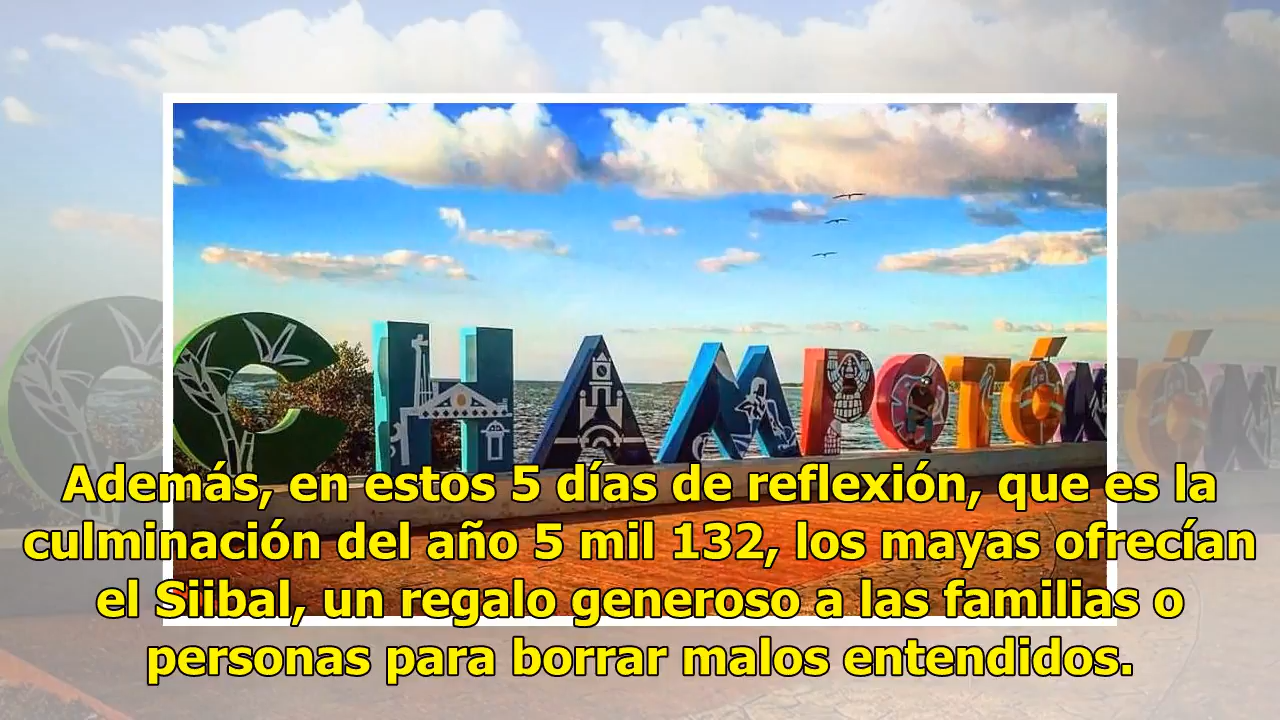 CHAMPOTÓN
Además, en estos 5 días de reflexión, que es la
culminación del año 5 mil 132, los mayas ofrecían
el Siibal, un regalo generoso a las familias o
personas para borrar malos entendidos.